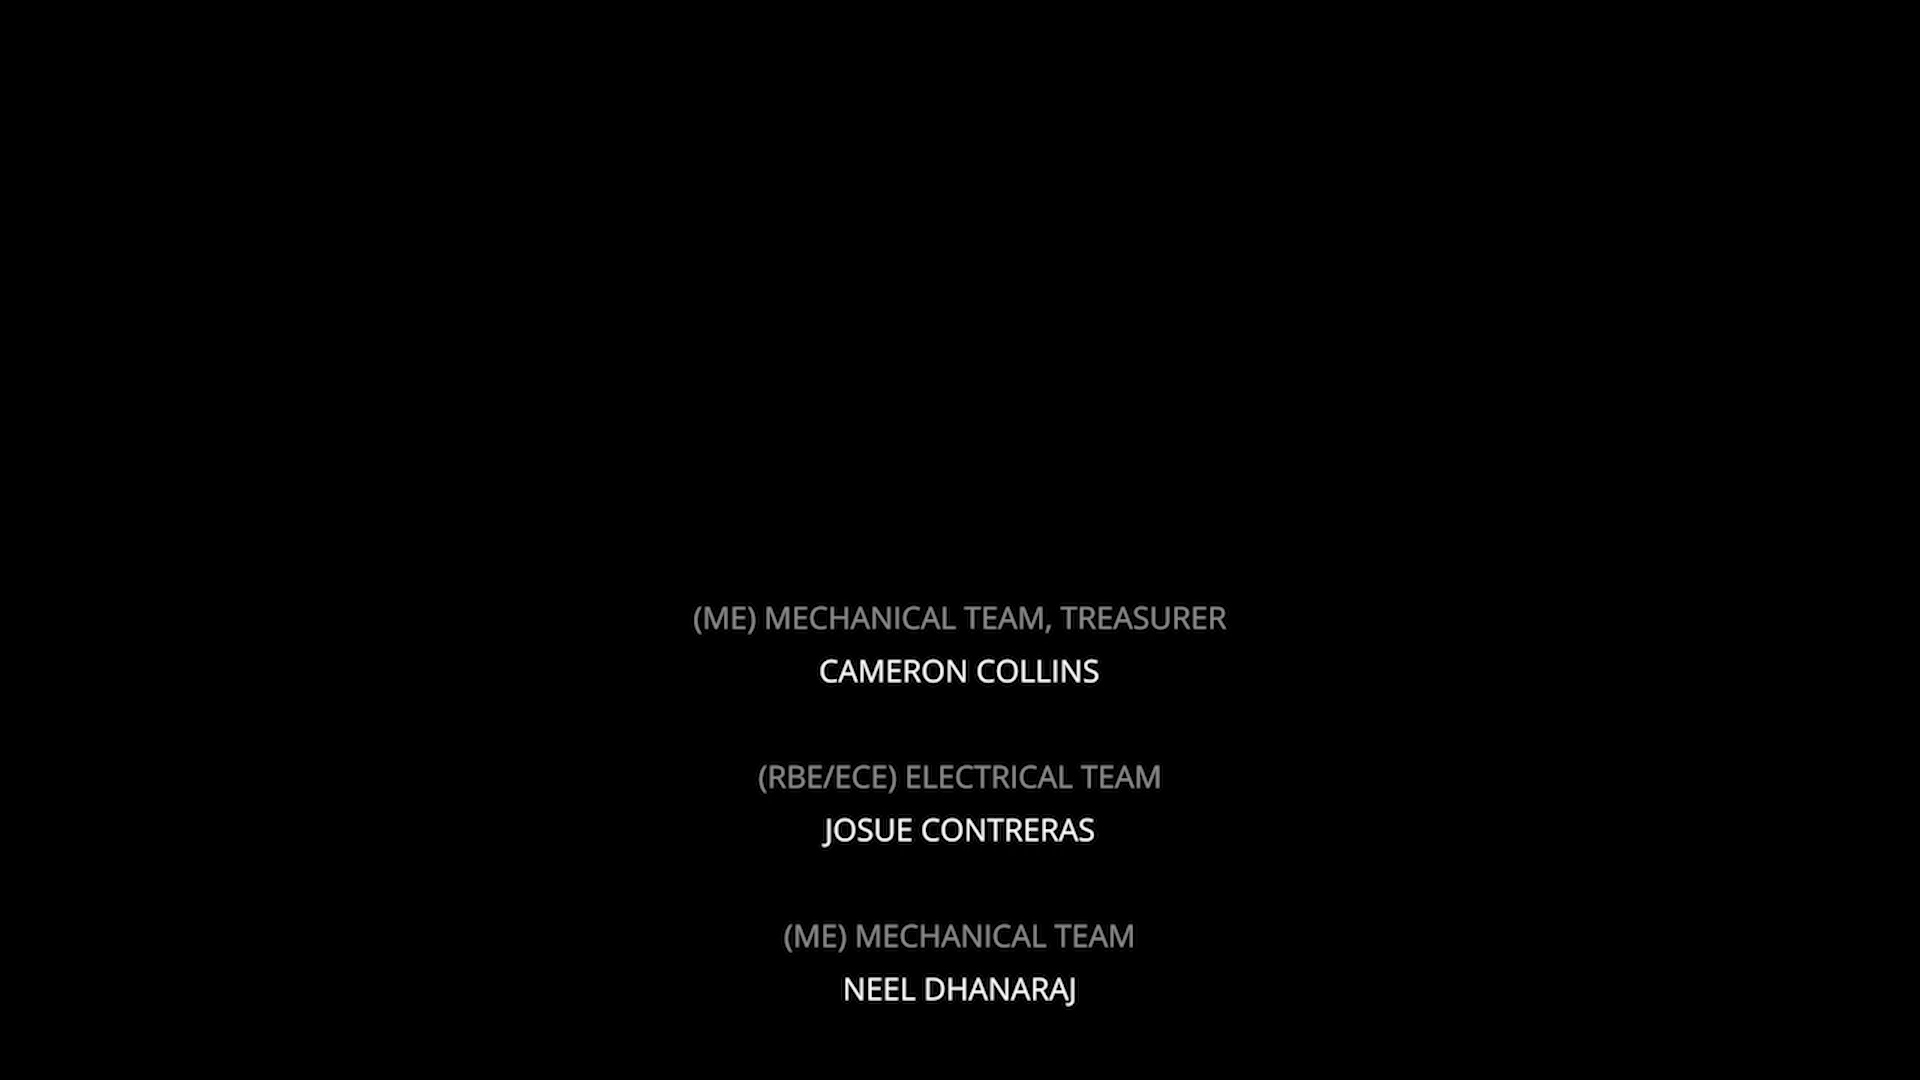 (ME) MECHANICAL TEAM, TREASURER
CAMERON COLLINS
(RBE/ECE) ELECTRICAL TEAM
JOSUE CONTRERAS
(ME) MECHANICAL TEAM
NEEL DHANARAJ